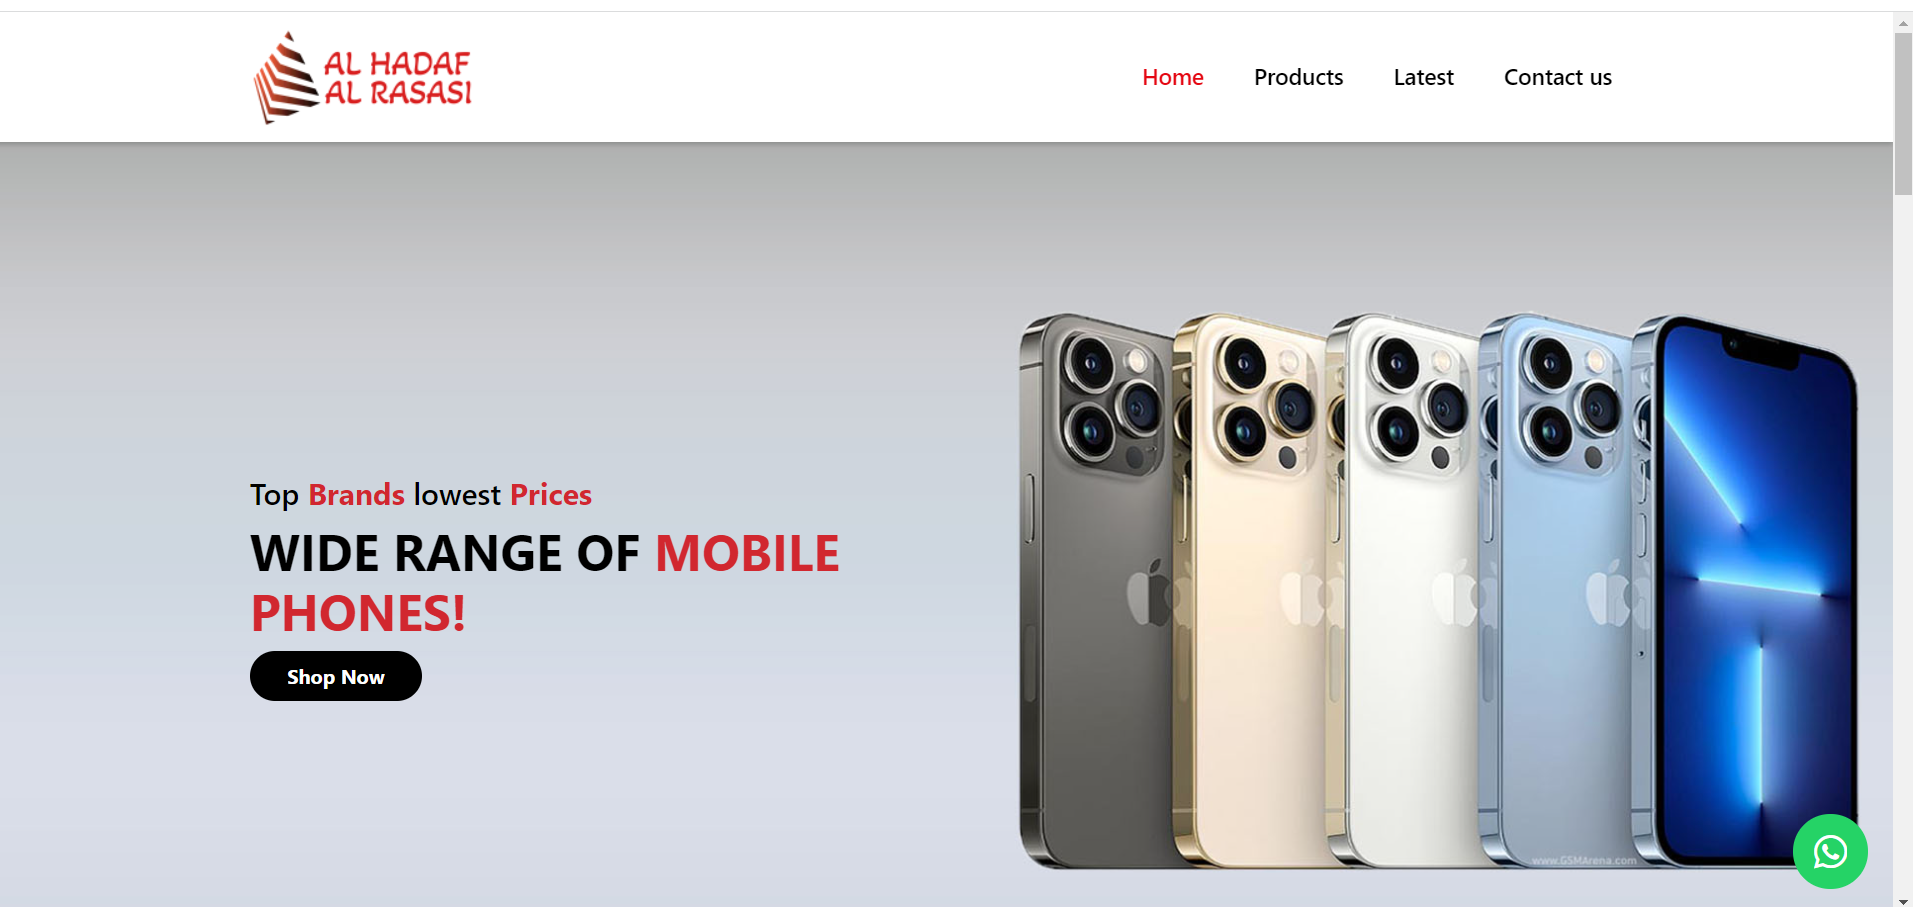 AL HADAF
AL RASASI
Home Products Latest Contact us
Top Brands lowest Prices
WIDE RANGE OF MOBILE
PHONES!
Shop Now
www.GSMArena.com